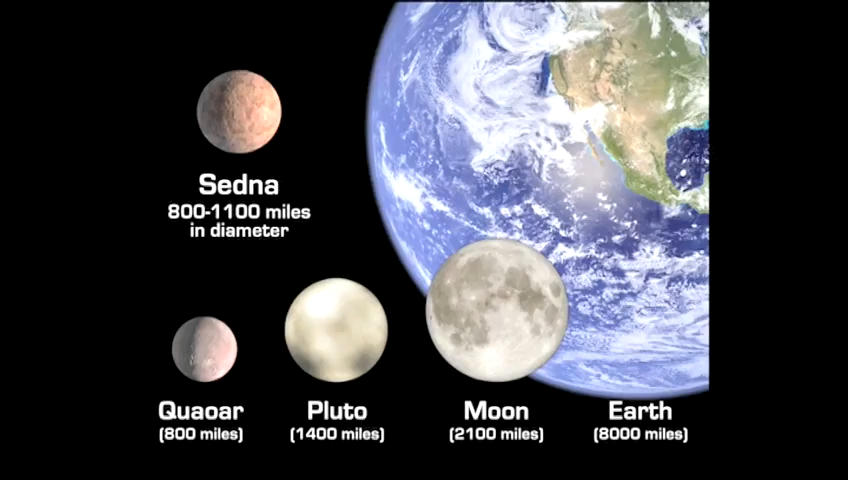 Sedna
800-1100 miles
in diameter
Quaoar
(800 miles)
Pluto
(1400 miles)
Moon
(2100 miles)
Earth
(8000 miles)